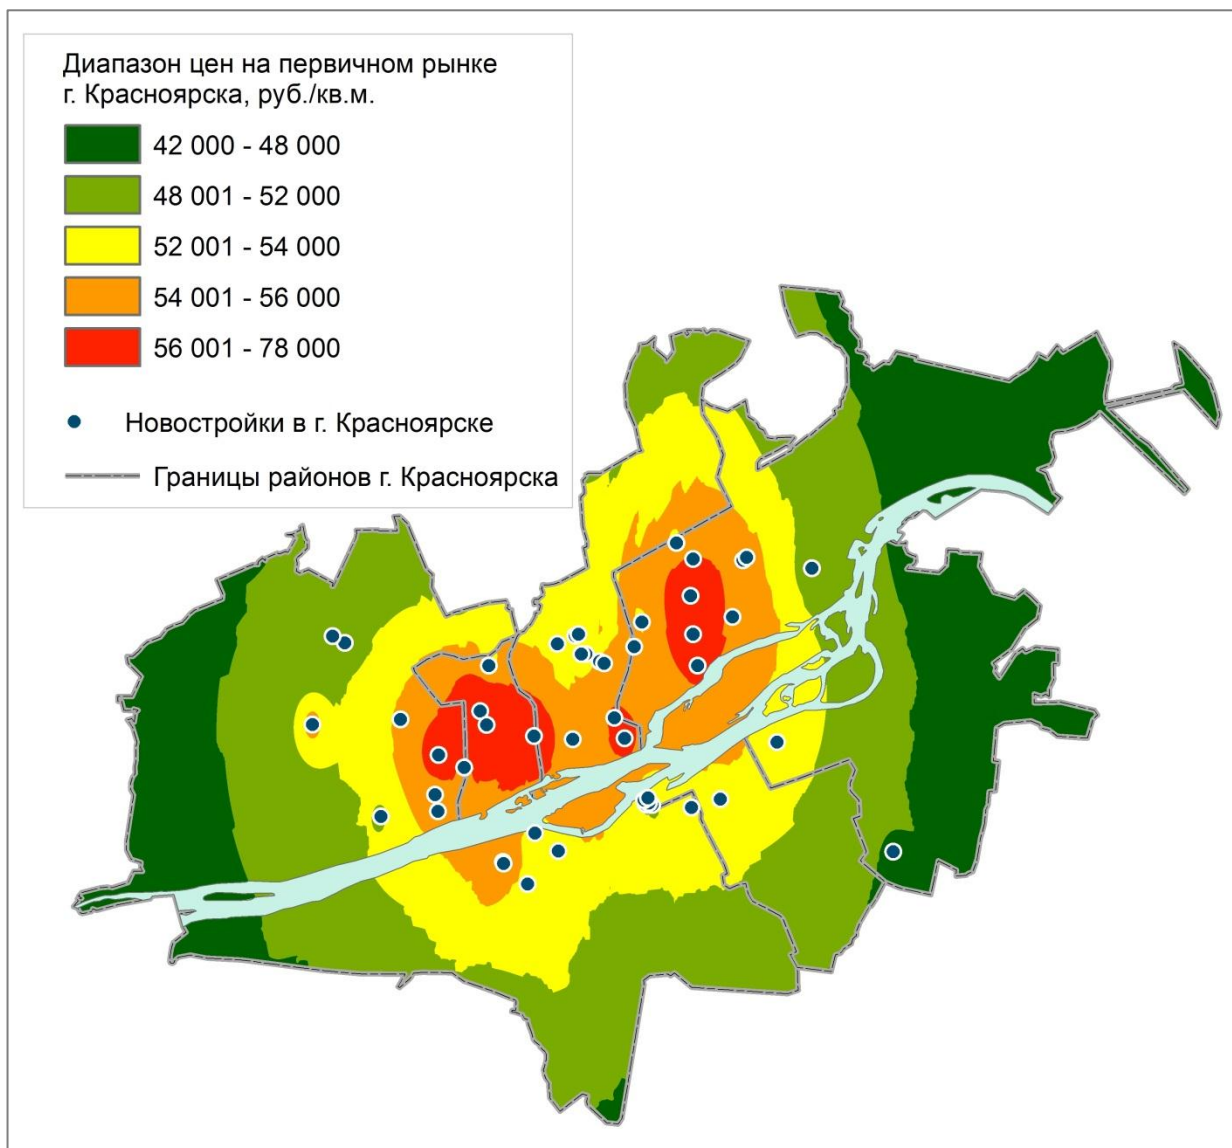 Диапазон цен на первичном рынке
г. Красноярска, руб./кв.м.
42 000 - 48 000
48 001 - 52 000
52 001 - 54 000
54 001 - 56 000
56 001 - 78 000
Новостройки в г. Красноярске
Границы районов г. Красноярска